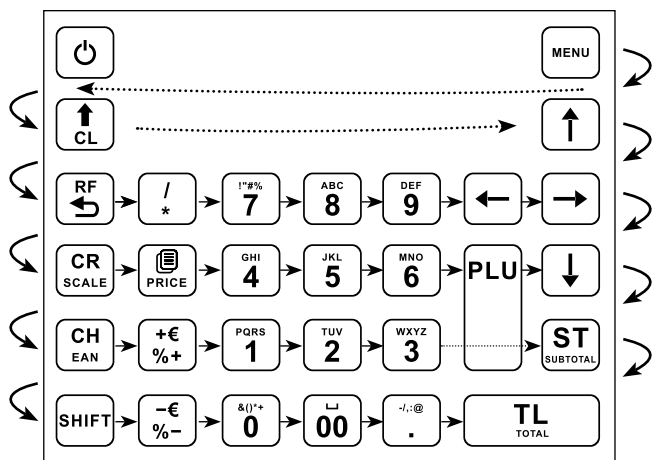 MENU
CL
RF
/
*
!"#%
7
ABC
8
DEF
9
CR
SCALE
PRICE
GHI
4
JKL
5
MNO
6
PLU
CH
EAN
+€
%+
PQRS
1
TUV
2
WXYZ
3
ST
SUBTOTAL
SHIFT
−€
%−
&()*+
0
00
-/,:@
.
TL
TOTAL